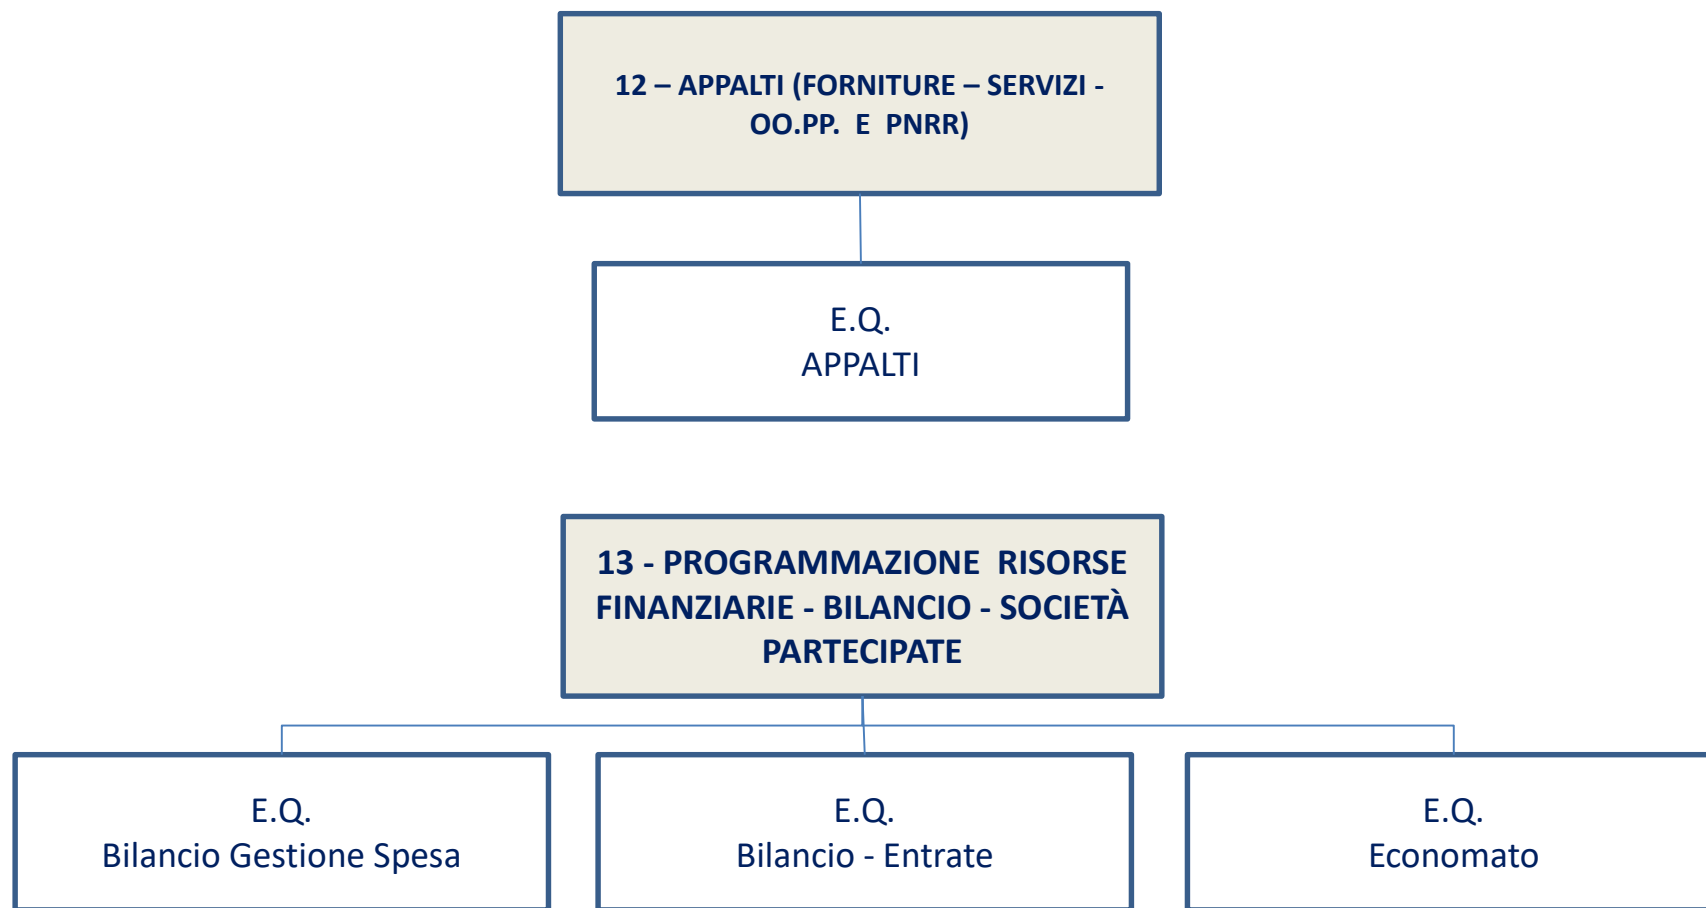 12 – APPALTI (FORNITURE – SERVIZI -
OO.PP. E PNRR)
E.Q.
APPALTI
13 - PROGRAMMAZIONE RISORSE
FINANZIARIE - BILANCIO - SOCIETÀ
PARTECIPATE
E.Q.
Bilancio Gestione Spesa
E.Q.
Bilancio - Entrate
E.Q.
Economato